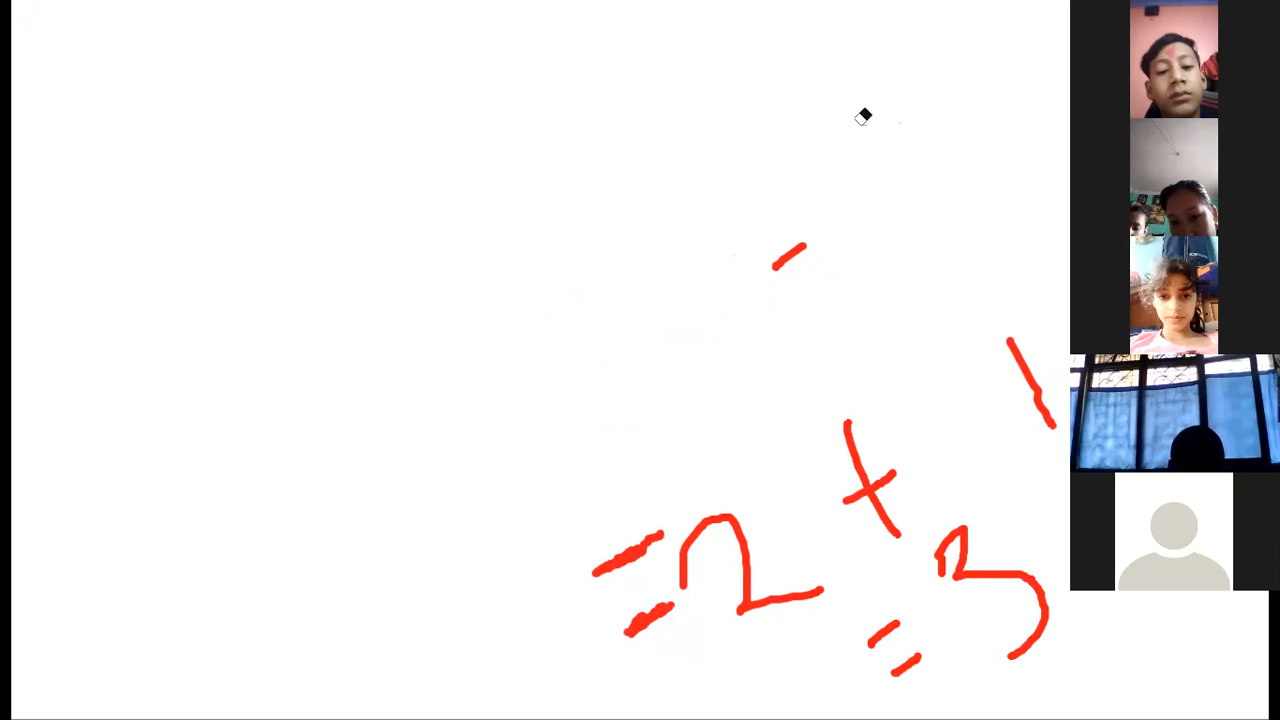 +
= 2 3
=